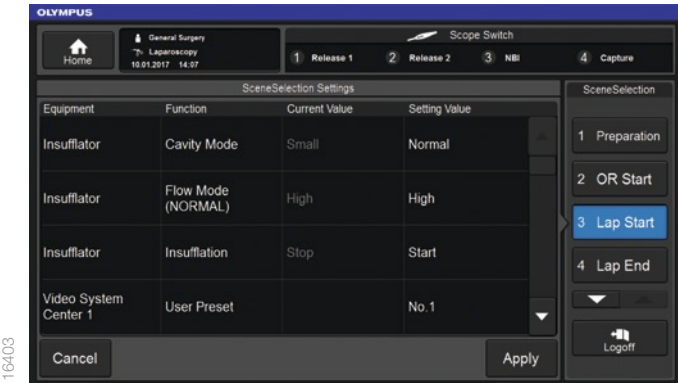 OLYMPUS
Home
General Surgery
Laparoscopy
10.01.2017 14:07
Scope Switch
1 Release 1 2 Release 2 3 NBI 4 Capture
SceneSelection Settings
Equipment Function Current Value Setting Value
Insufflator Cavity Mode Small Normal
Insufflator Flow Mode (NORMAL) High High
Insufflator Insufflation Stop Start
Video System Center 1 User Preset No.1
Cancel
Apply
SceneSelection
1 Preparation
2 OR Start
3 Lap Start
4 Lap End
Logoff
16403